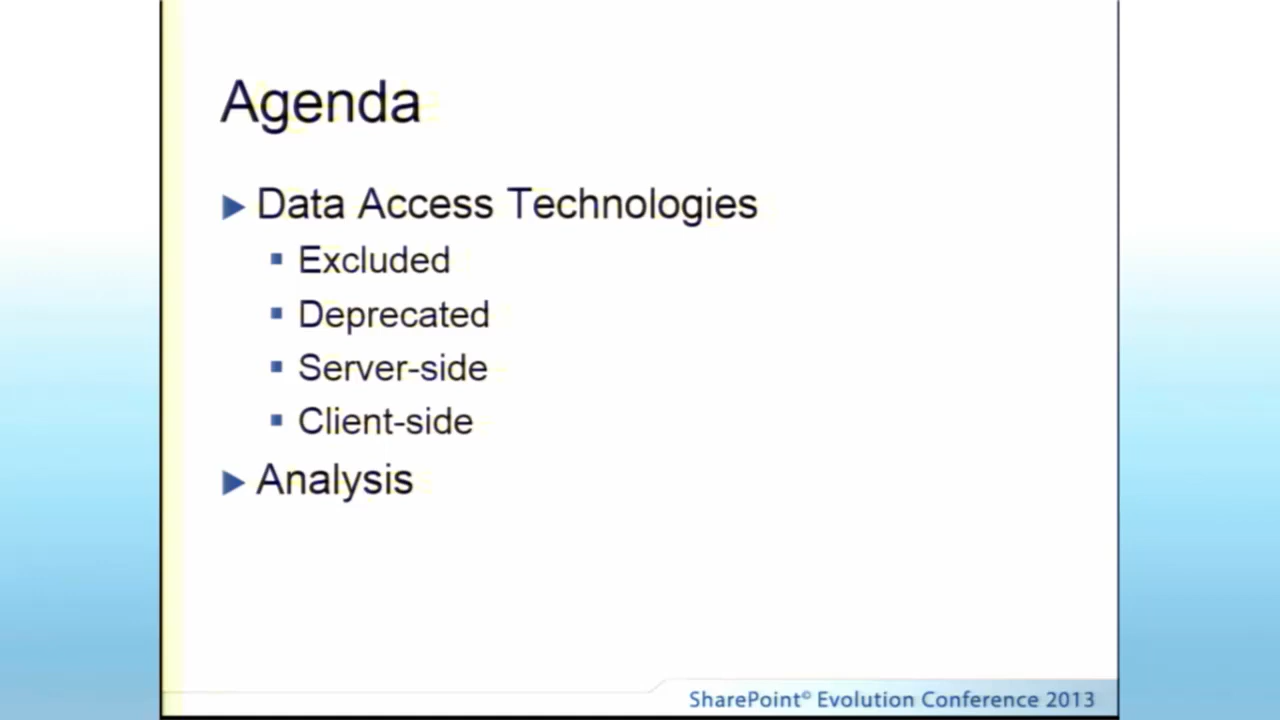 Agenda
Data Access Technologies
Excluded
Deprecated
Server-side
Client-side
Analysis
SharePoint© Evolution Conference 2013